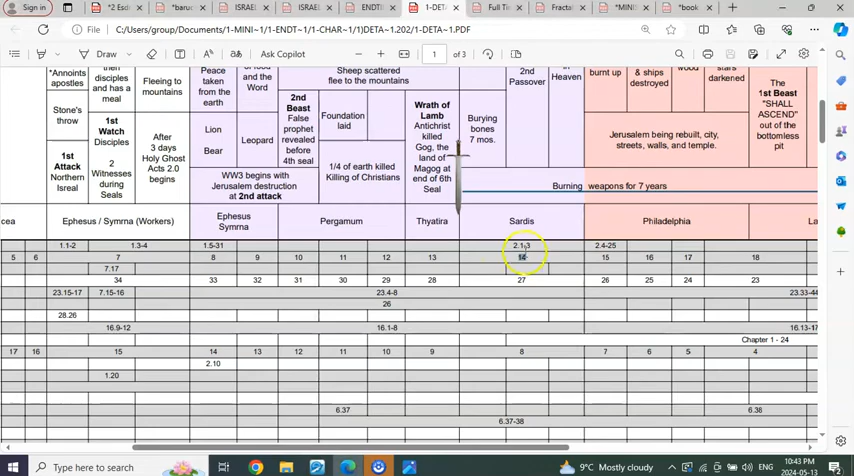 Sign in
*2 Esd
*baruc
ISRAEL
ISRAEL
ENDTI
1-DETA
Full Tim
Fractal
*MINI
*book
File
C:/Users/group/Documents/1-MINI~1/1-ENDT~1/1-CHAR~1/1)DETA~1.202/1-DETA~1.PDF
Draw
Ask Copilot
1 of 3
*Annoints apostles
Stone's throw
1st Attack Northern Isreal
then disciples and has a meal
1st Watch Disciples
2 Witnesses during Seals
Fleeing to mountains
After 3 days Holy Ghost Acts 2.0 begins
Peace taken from the earth
Lion
Bear
of food and the Word
Leopard
WW3 begins with Jerusalem destruction at 2nd attack
Sheep scattered flee to the mountains
2nd Beast False prophet revealed before 4th seal
Foundation laid
1/4 of earth killed Killing of Christians
Wrath of Lamb Antichrist killed Gog, the land of Magog at end of 6th Seal
Burying bones 7 mos.
2nd Passover
in Heaven
burnt up
& ships destroyed
wood
stars darkened
Jerusalem being rebuilt, city, streets, walls, and temple.
The 1st Beast "SHALL ASCEND" out of the bottomless pit
Burning weapons for 7 years
cea
Ephesus / Symrna (Workers)
Ephesus Symrna
Pergamum
Thyatira
Sardis
Philadelphia
La
1.1-2 1.3-4 1.5-31 2.1-3 2.4-25
5 6 7 8 9 10 11 12 13 14 15 16 17 18
7.17
34 33 32 31 30 29 28 27 26 25 24 23
23.15-17 7.15-16 23.4-8 23.33-44
26
28.26
16.9-12 16.1-8 16.13-17
Chapter 1 - 24
17 16 15 14 13 12 11 10 9 8 7 6 5 4
2.10
1.20
6.37 6.38
6.37-38
Type here to search
9°C Mostly cloudy
ENG
10:43 PM
2024-05-13